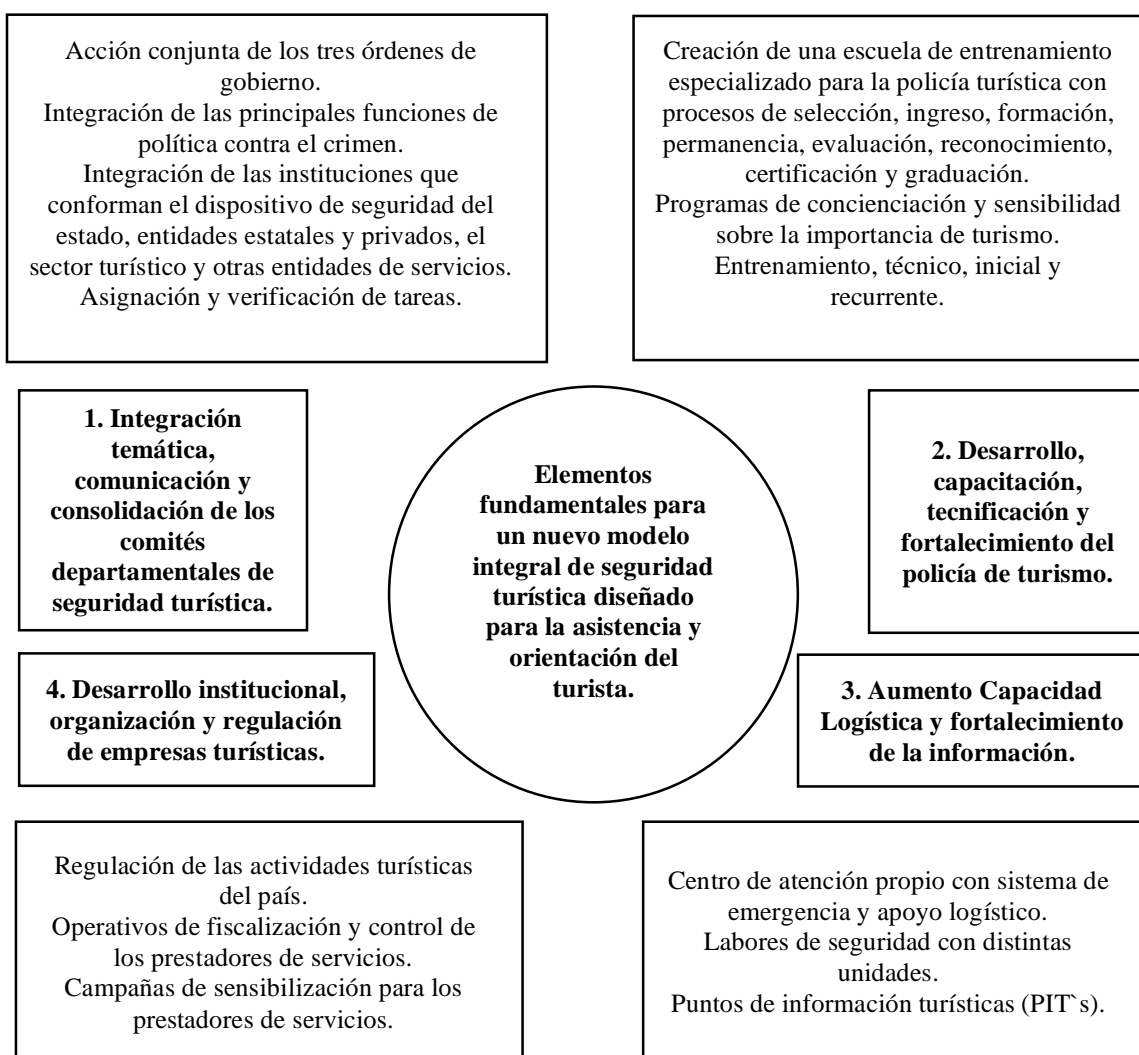 Acción conjunta de los tres órdenes de
gobierno.
Integración de las principales funciones de
política contra el crimen.
Integración de las instituciones que
conforman el dispositivo de seguridad del
estado, entidades estatales y privados, el
sector turístico y otras entidades de servicios.
Asignación y verificación de tareas.
Creación de una escuela de entrenamiento
especializado para la policía turística con
procesos de selección, ingreso, formación,
permanencia, evaluación, reconocimiento,
certificación y graduación.
Programas de concienciación y sensibilidad
sobre la importancia de turismo.
Entrenamiento, técnico, inicial y
recurrente.
1. Integración
temática,
comunicación y
consolidación de los
comités
departamentales de
seguridad turística.
Elementos
fundamentales para
un nuevo modelo
integral de seguridad
turística diseñado
para la asistencia y
orientación del
turista.
2. Desarrollo,
capacitación,
tecnificación y
fortalecimiento del
policía de turismo.
4. Desarrollo institucional,
organización y regulación
de empresas turísticas.
3. Aumento Capacidad
Logística y fortalecimiento
de la información.
Regulación de las actividades turísticas
del país.
Operativos de fiscalización y control de
los prestadores de servicios.
Campañas de sensibilización para los
prestadores de servicios.
Centro de atención propio con sistema de
emergencia y apoyo logístico.
Labores de seguridad con distintas
unidades.
Puntos de información turísticas (PIT`s).